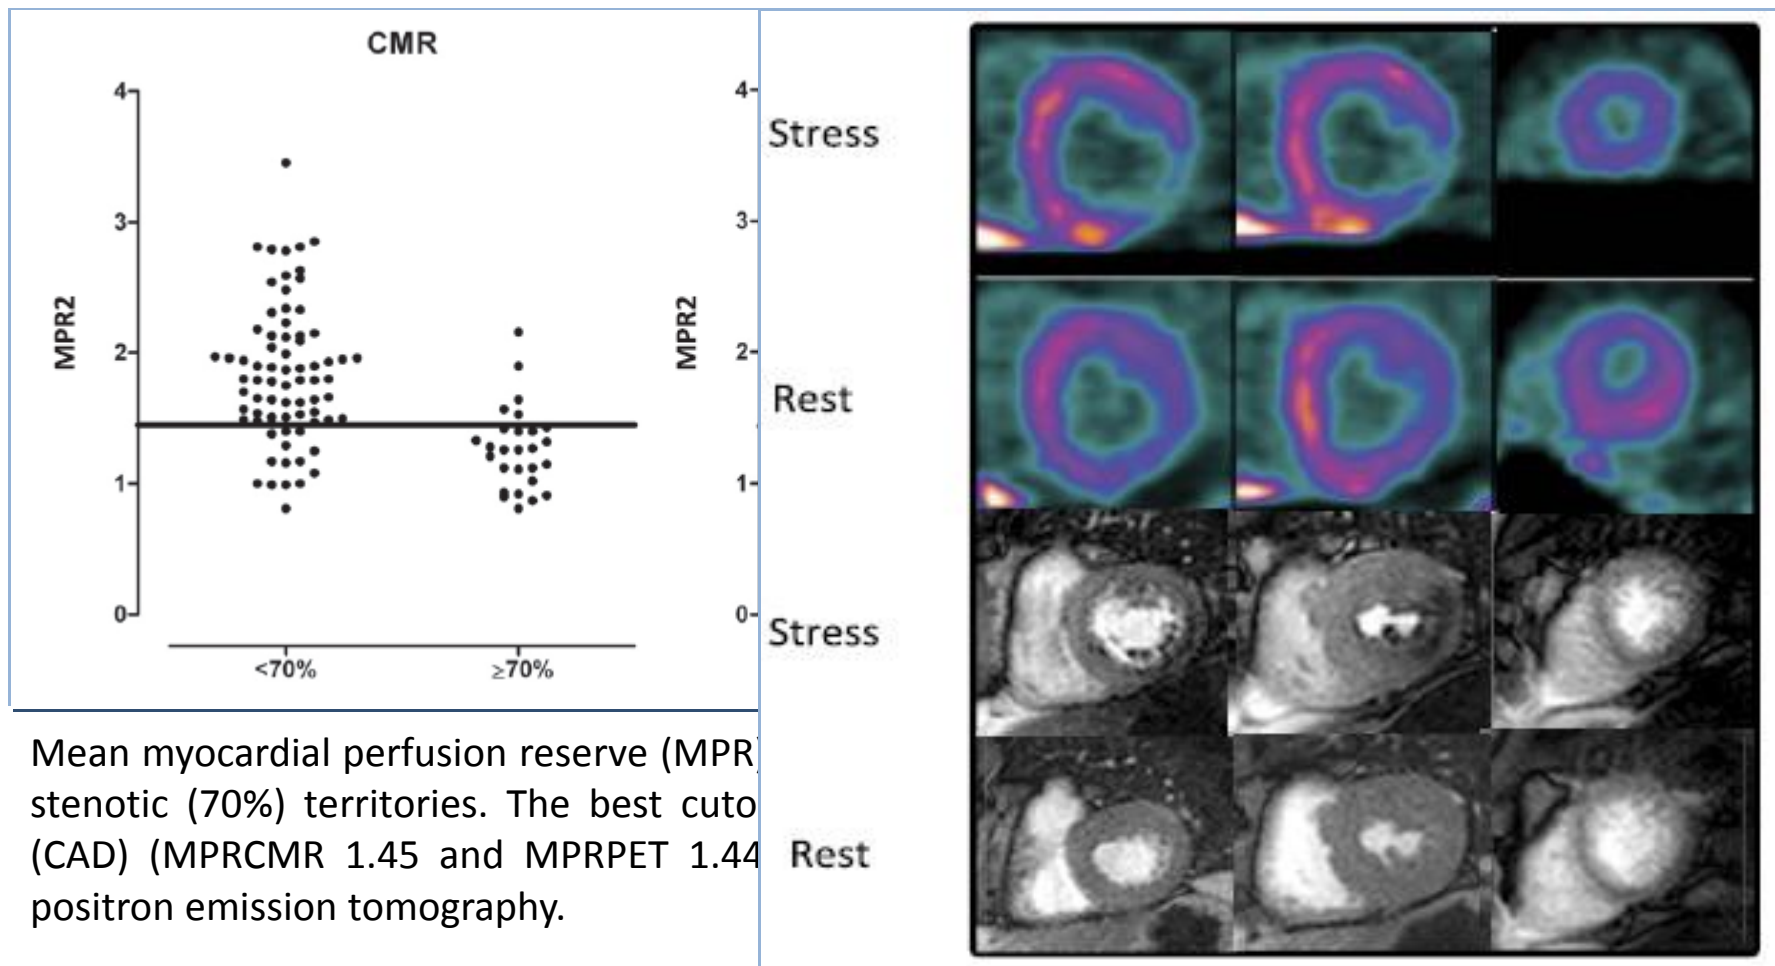 CMR
4
3
2
1
0
MPR2
<70%
≥70%
4
3
2
1
0
MPR2
Mean myocardial perfusion reserve (MPR)
stenotic (70%) territories. The best cuto
(CAD) (MPRCMR 1.45 and MPRPET 1.44
positron emission tomography.
Stress
Rest
Stress
Rest